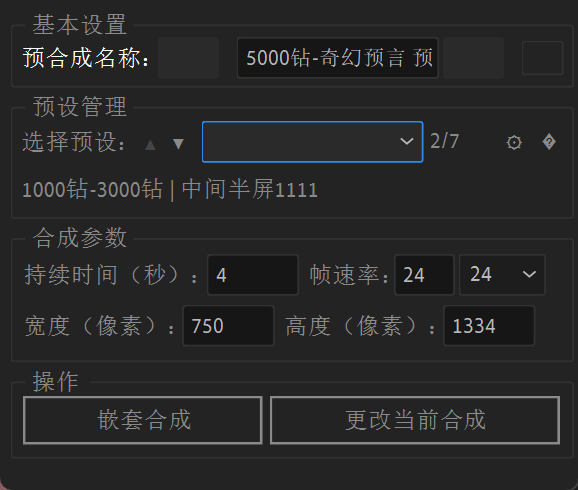 基本设置
预合成名称： 5000钻-奇幻预言 预
预设管理
选择预设： ▲ ▼ 2/7
1000钻-3000钻 | 中间半屏1111
合成参数
持续时间（秒）： 4 帧速率： 24 24
宽度（像素）： 750 高度（像素）： 1334
操作
嵌套合成 更改当前合成